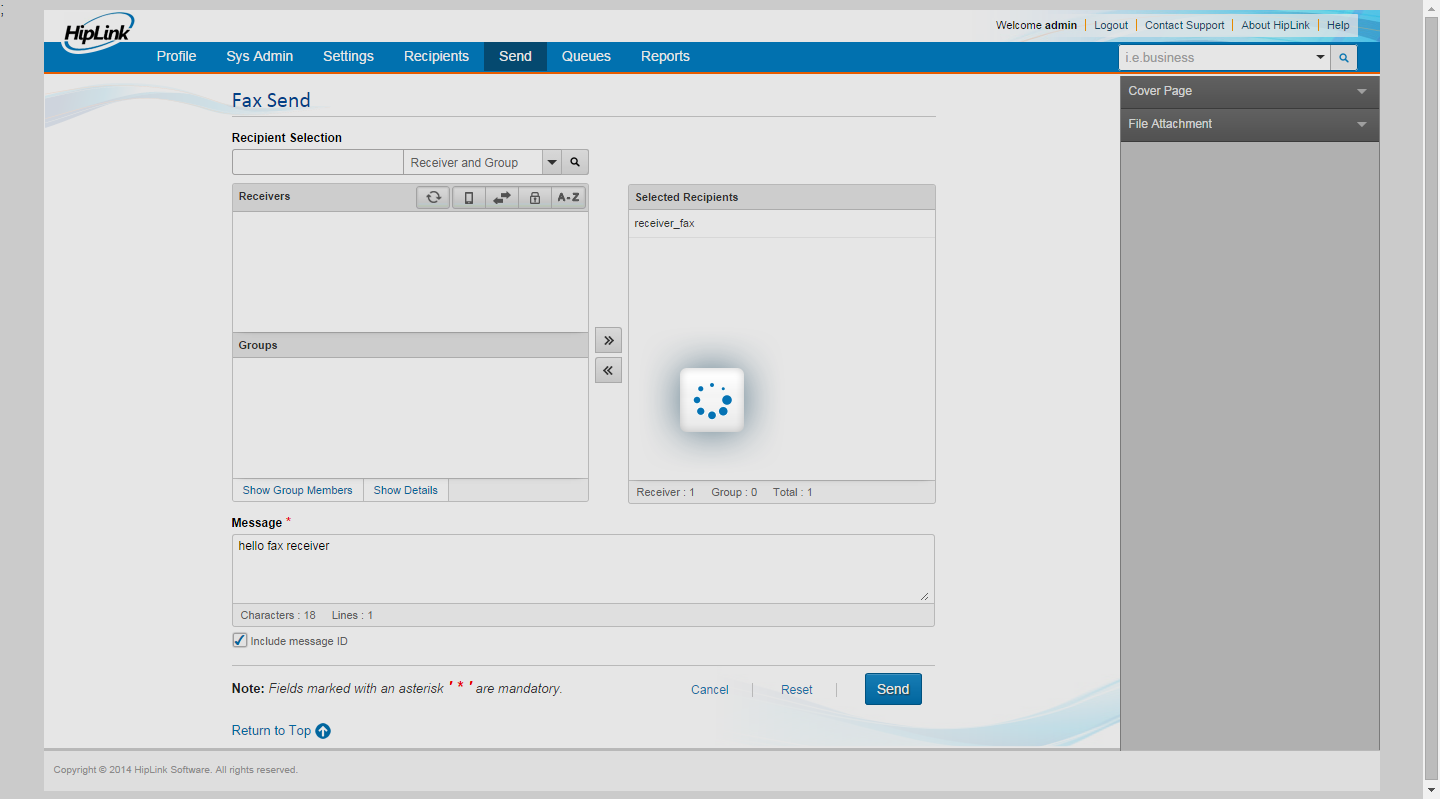 ;
HipLink
Welcome admin Logout Contact Support About HipLink Help
Profile Sys Admin Settings Recipients Send Queues Reports
i.e.business
Fax Send
Cover Page
File Attachment
Recipient Selection
Receiver and Group
Receivers
A-Z
Selected Recipients
receiver_fax
Groups
Show Group Members Show Details
Receiver : 1 Group : 0 Total : 1
Message *
hello fax receiver
Characters : 18 Lines : 1
Include message ID
Note: Fields marked with an asterisk ' * ' are mandatory.
Cancel Reset Send
Return to Top
Copyright © 2014 HipLink Software. All rights reserved.